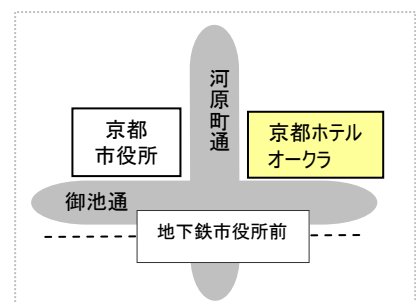 河原町通
京都
市役所
京都ホテル
オークラ
御池通
地下鉄市役所前